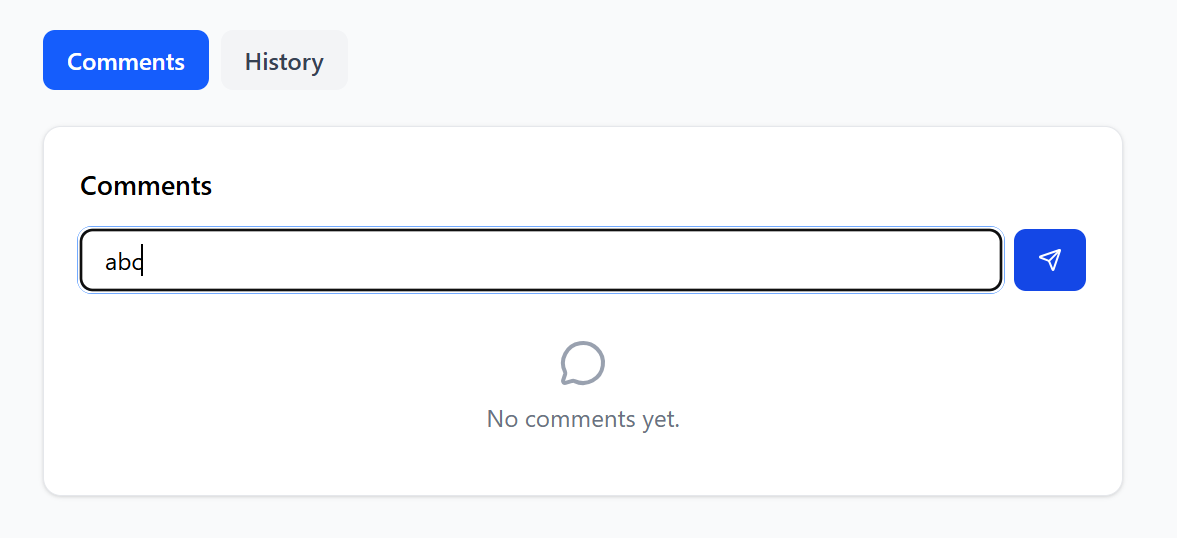 Comments History
Comments
abc
No comments yet.